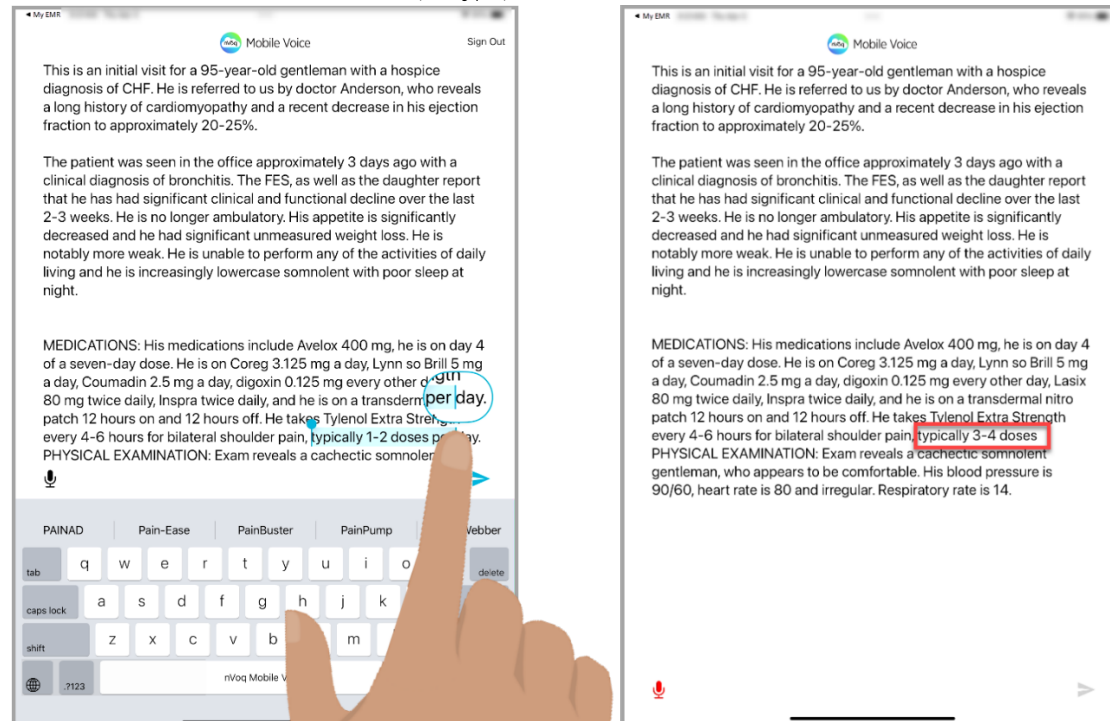 ◄ My EMR
nVoq Mobile Voice
Sign Out
This is an initial visit for a 95-year-old gentleman with a hospice
diagnosis of CHF. He is referred to us by doctor Anderson, who reveals
a long history of cardiomyopathy and a recent decrease in his ejection
fraction to approximately 20-25%.
The patient was seen in the office approximately 3 days ago with a
clinical diagnosis of bronchitis. The FES, as well as the daughter report
that he has had significant clinical and functional decline over the last
2-3 weeks. He is no longer ambulatory. His appetite is significantly
decreased and he had significant unmeasured weight loss. He is
notably more weak. He is unable to perform any of the activities of daily
living and he is increasingly lowercase somnolent with poor sleep at
night.
MEDICATIONS: His medications include Avelox 400 mg, he is on day 4
of a seven-day dose. He is on Coreg 3.125 mg a day, Lynn so Brill 5 mg
a day, Coumadin 2.5 mg a day, digoxin 0.125 mg every other
80 mg twice daily, Inspra twice daily, and he is on a transderm
per day.
patch 12 hours on and 12 hours off. He takes Tylenol Extra Strength
every 4-6 hours for bilateral shoulder pain, typically 1-2 doses per day.
PHYSICAL EXAMINATION: Exam reveals a cachectic somnolen
PAINAD Pain-Ease PainBuster PainPump Webber
tab q w e r t y u i o delete
caps lock a s d f g h j k
shift z x c v b m
.?123 nVoq Mobile V
◄ My EMR
nVoq Mobile Voice
This is an initial visit for a 95-year-old gentleman with a hospice
diagnosis of CHF. He is referred to us by doctor Anderson, who reveals
a long history of cardiomyopathy and a recent decrease in his ejection
fraction to approximately 20-25%.
The patient was seen in the office approximately 3 days ago with a
clinical diagnosis of bronchitis. The FES, as well as the daughter report
that he has had significant clinical and functional decline over the last
2-3 weeks. He is no longer ambulatory. His appetite is significantly
decreased and he had significant unmeasured weight loss. He is
notably more weak. He is unable to perform any of the activities of daily
living and he is increasingly lowercase somnolent with poor sleep at
night.
MEDICATIONS: His medications include Avelox 400 mg, he is on day 4
of a seven-day dose. He is on Coreg 3.125 mg a day, Lynn so Brill 5 mg
a day, Coumadin 2.5 mg a day, digoxin 0.125 mg every other day, Lasix
80 mg twice daily, Inspra twice daily, and he is on a transdermal nitro
patch 12 hours on and 12 hours off. He takes Tylenol Extra Strength
every 4-6 hours for bilateral shoulder pain, typically 3-4 doses
PHYSICAL EXAMINATION: Exam reveals a cachectic somnolent
gentleman, who appears to be comfortable. His blood pressure is
90/60, heart rate is 80 and irregular. Respiratory rate is 14.